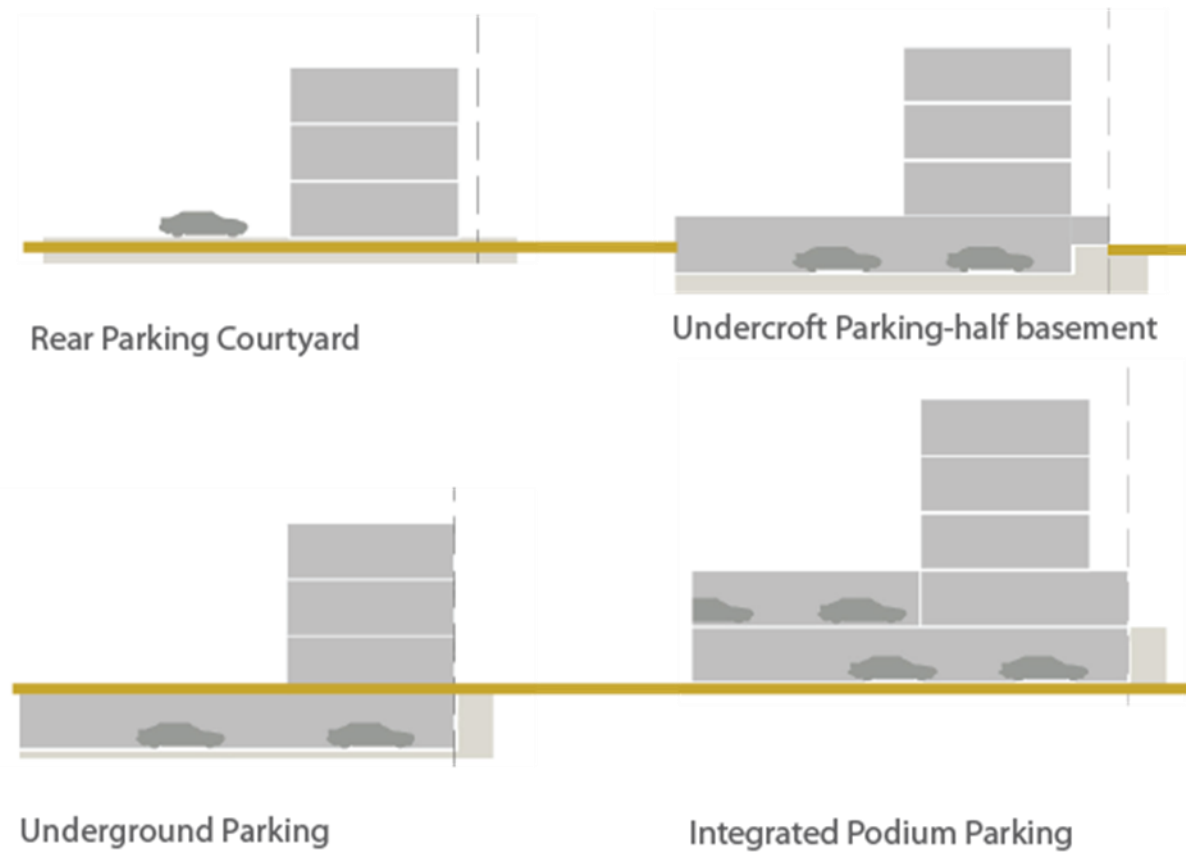 Rear Parking Courtyard
Undercroft Parking-half basement
Underground Parking
Integrated Podium Parking